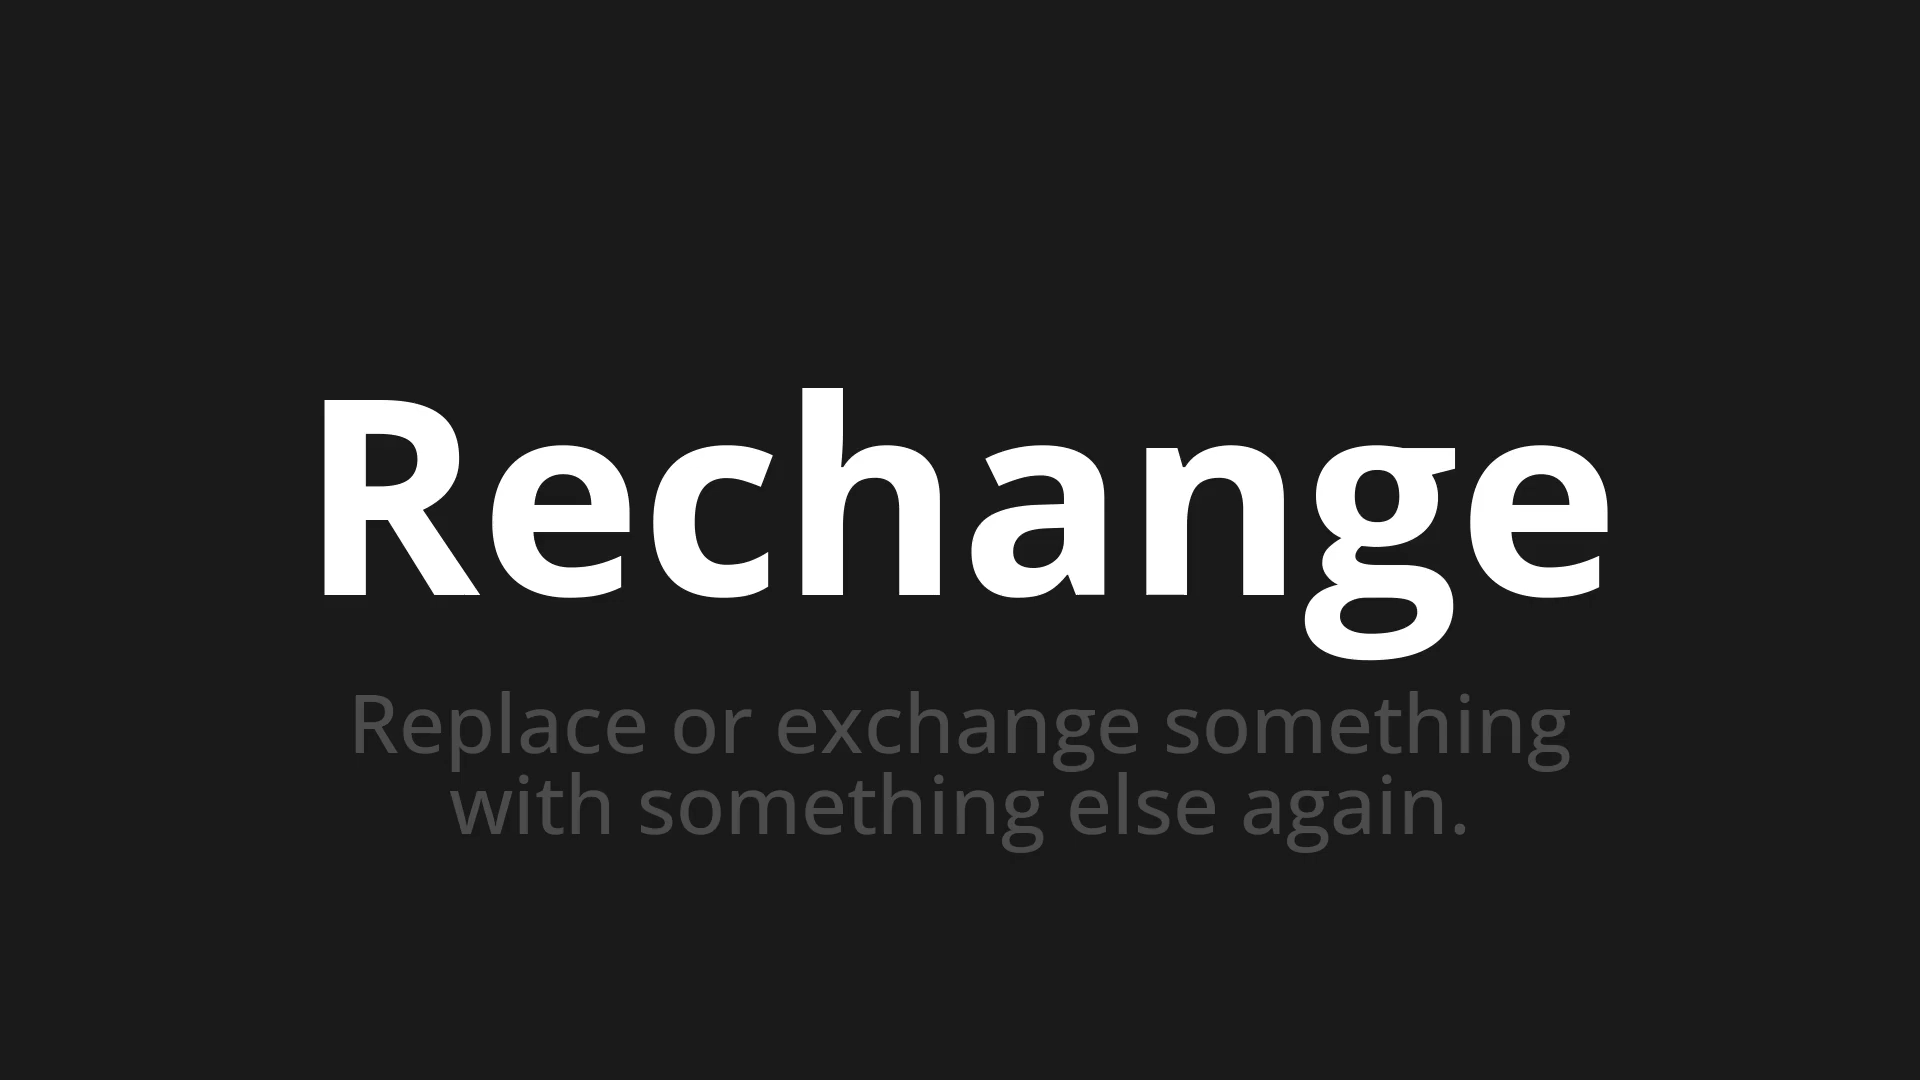 Rechange
Replace or exchange something
with something else again.